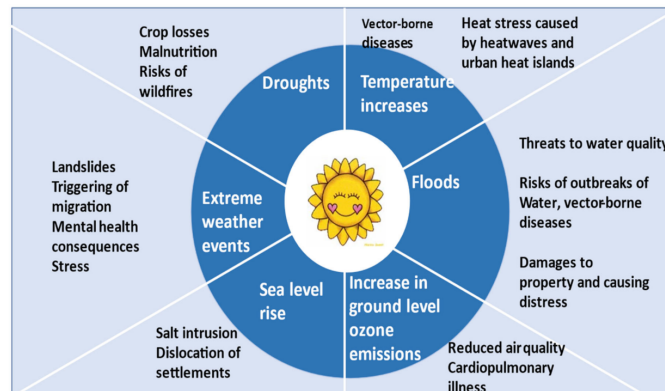 Crop losses
Malnutrition
Risks of
wildfires
Droughts
Vector-borne
diseases
Heat stress caused
by heatwaves and
urban heat islands
Temperature
increases
Threats to water quality
Risks of outbreaks of
Water, vector-borne
diseases
Damages to
property and causing
distress
Floods
Increase in
ground level
ozone
emissions
Reduced air quality
Cardiopulmonary
illness
Sea level
rise
Salt intrusion
Dislocation of
settlements
Extreme
weather
events
Landslides
Triggering of
migration
Mental health
consequences
Stress